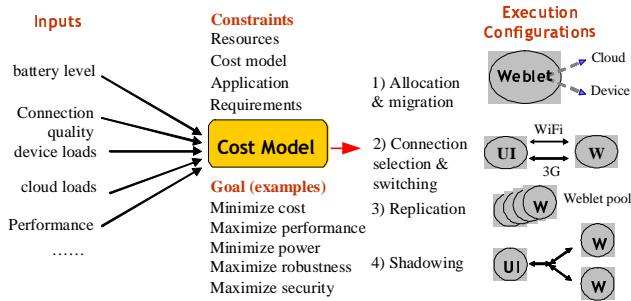 Inputs
battery level
Connection
quality
device loads
cloud loads
Performance
......
Constraints
Resources
Cost model
Application
Requirements
Cost Model
Goal (examples)
Minimize cost
Maximize performance
Minimize power
Maximize robustness
Maximize security
1) Allocation
& migration
2) Connection
selection &
switching
3) Replication
4) Shadowing
Execution
Configurations
Weblet
Cloud
Device
UI
WiFi
3G
W
W
Weblet pool
UI
W
W